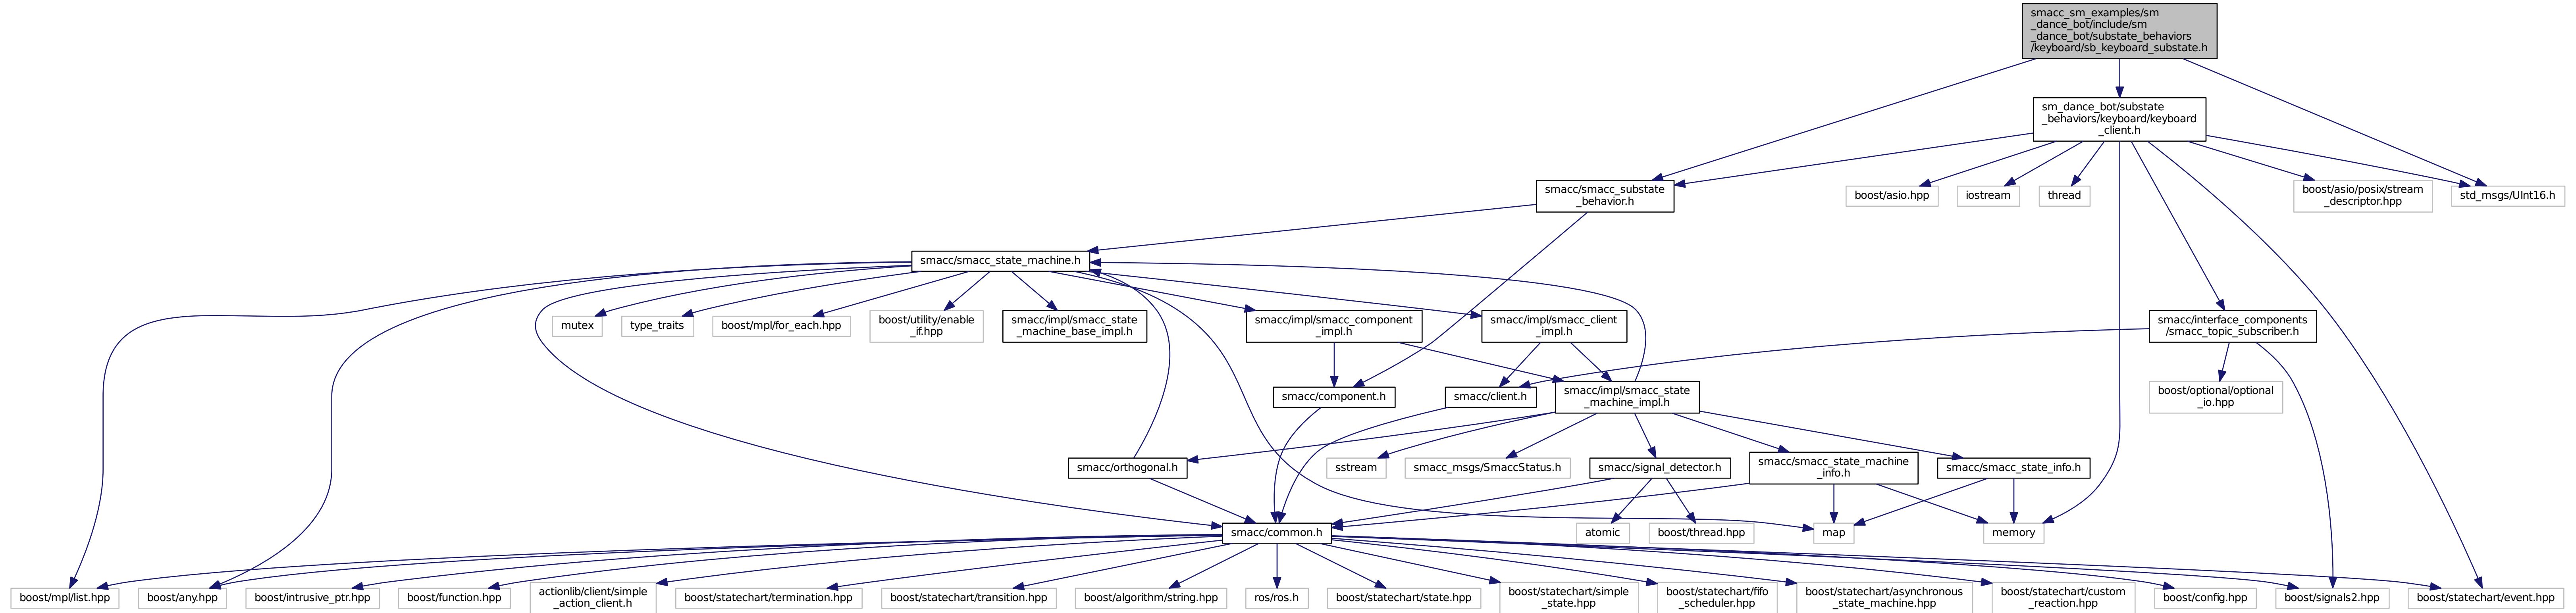 smacc_sm_examples/sm
_dance_bot/include/sm
_dance_bot/substate_behaviors
/keyboard/sb_keyboard_substate.h
sm_dance_bot/substate
_behaviors/keyboard/keyboard
_client.h
smacc/smacc_substate
_behavior.h
boost/asio.hpp
iostream
thread
boost/asio/posix/stream
_descriptor.hpp
std_msgs/UInt16.h
smacc/smacc_state_machine.h
mutex
type_traits
boost/mpl/for_each.hpp
boost/utility/enable
_if.hpp
smacc/impl/smacc_state
_machine_base_impl.h
smacc/impl/smacc_component
_impl.h
smacc/impl/smacc_client
_impl.h
smacc/interface_components
/smacc_topic_subscriber.h
smacc/component.h
smacc/client.h
smacc/impl/smacc_state
_machine_impl.h
boost/optional/optional
_io.hpp
smacc/orthogonal.h
sstream
smacc_msgs/SmaccStatus.h
smacc/signal_detector.h
smacc/smacc_state_machine
_info.h
smacc/smacc_state_info.h
smacc/common.h
atomic
boost/thread.hpp
map
memory
boost/mpl/list.hpp
boost/any.hpp
boost/intrusive_ptr.hpp
boost/function.hpp
actionlib/client/simple
_action_client.h
boost/statechart/termination.hpp
boost/statechart/transition.hpp
boost/algorithm/string.hpp
ros/ros.h
boost/statechart/state.hpp
boost/statechart/simple
_state.hpp
boost/statechart/fifo
_scheduler.hpp
boost/statechart/asynchronous
_state_machine.hpp
boost/statechart/custom
_reaction.hpp
boost/config.hpp
boost/signals2.hpp
boost/statechart/event.hpp